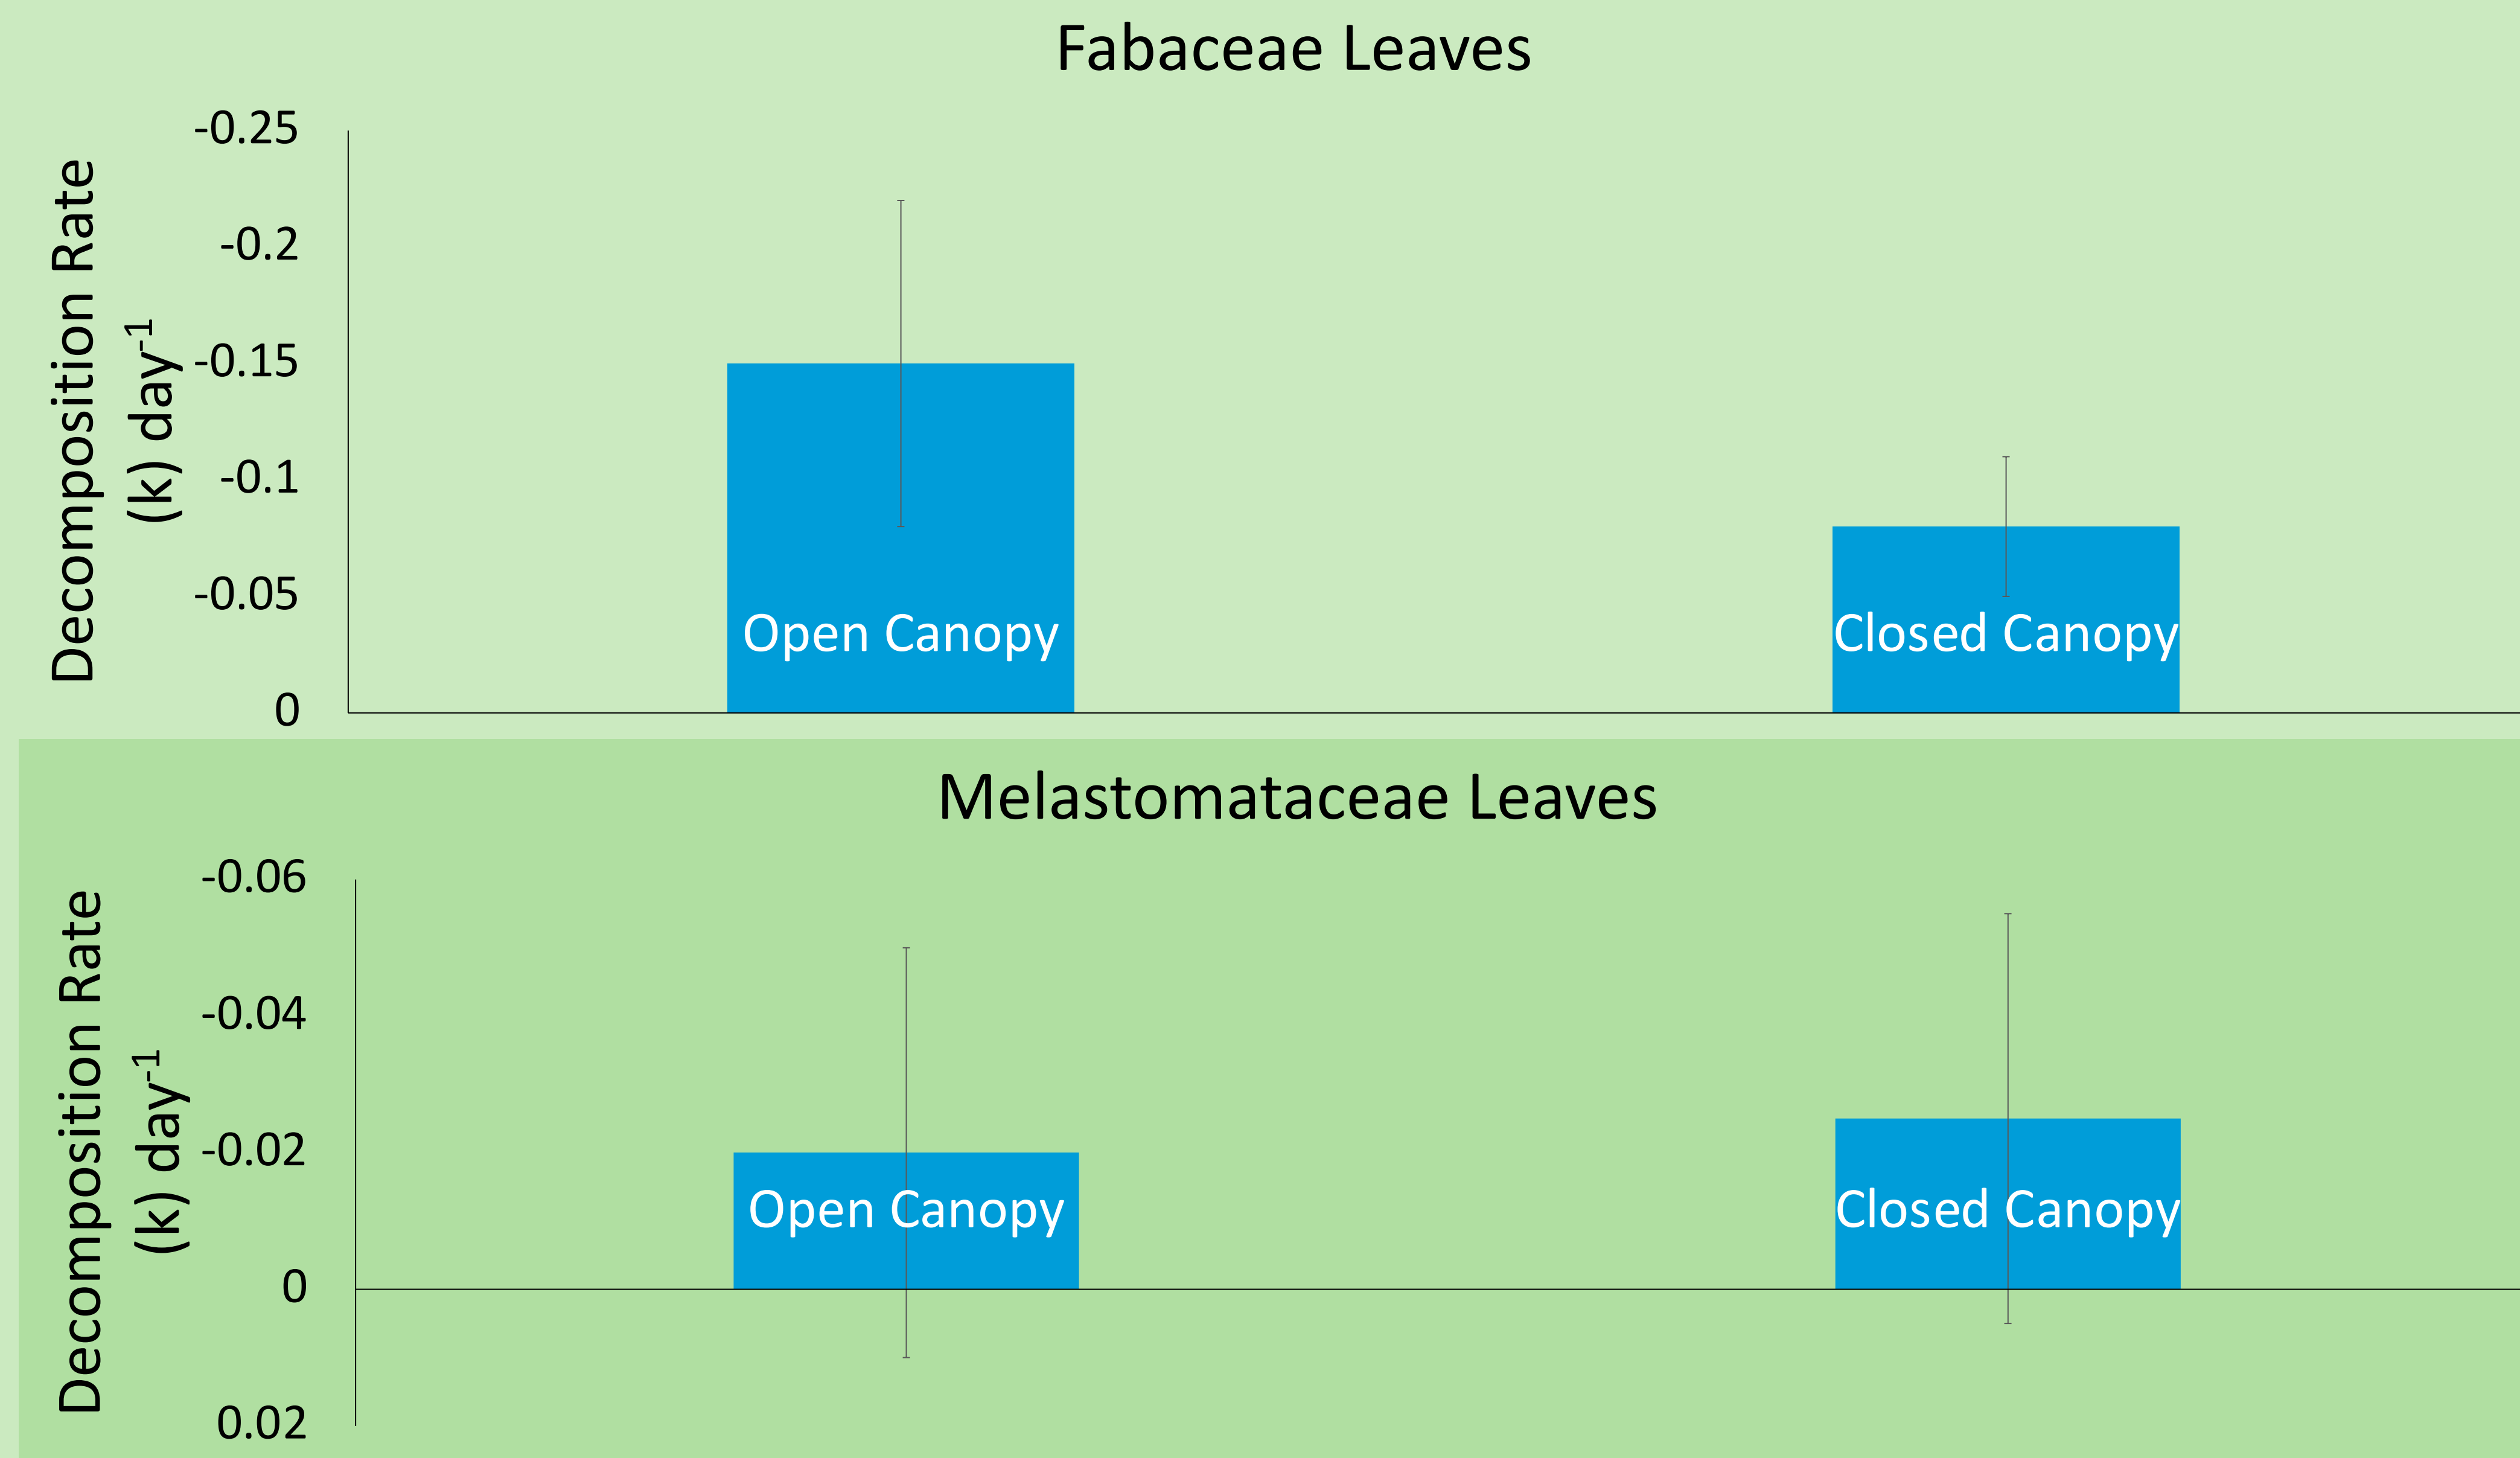 Fabaceae Leaves
Decomposition Rate
(k) day-1
-0.25
-0.2
-0.15
-0.1
-0.05
0
Open Canopy
Closed Canopy
Melastomataceae Leaves
Decomposition Rate
(k) day-1
-0.06
-0.04
-0.02
0
0.02
Open Canopy
Closed Canopy